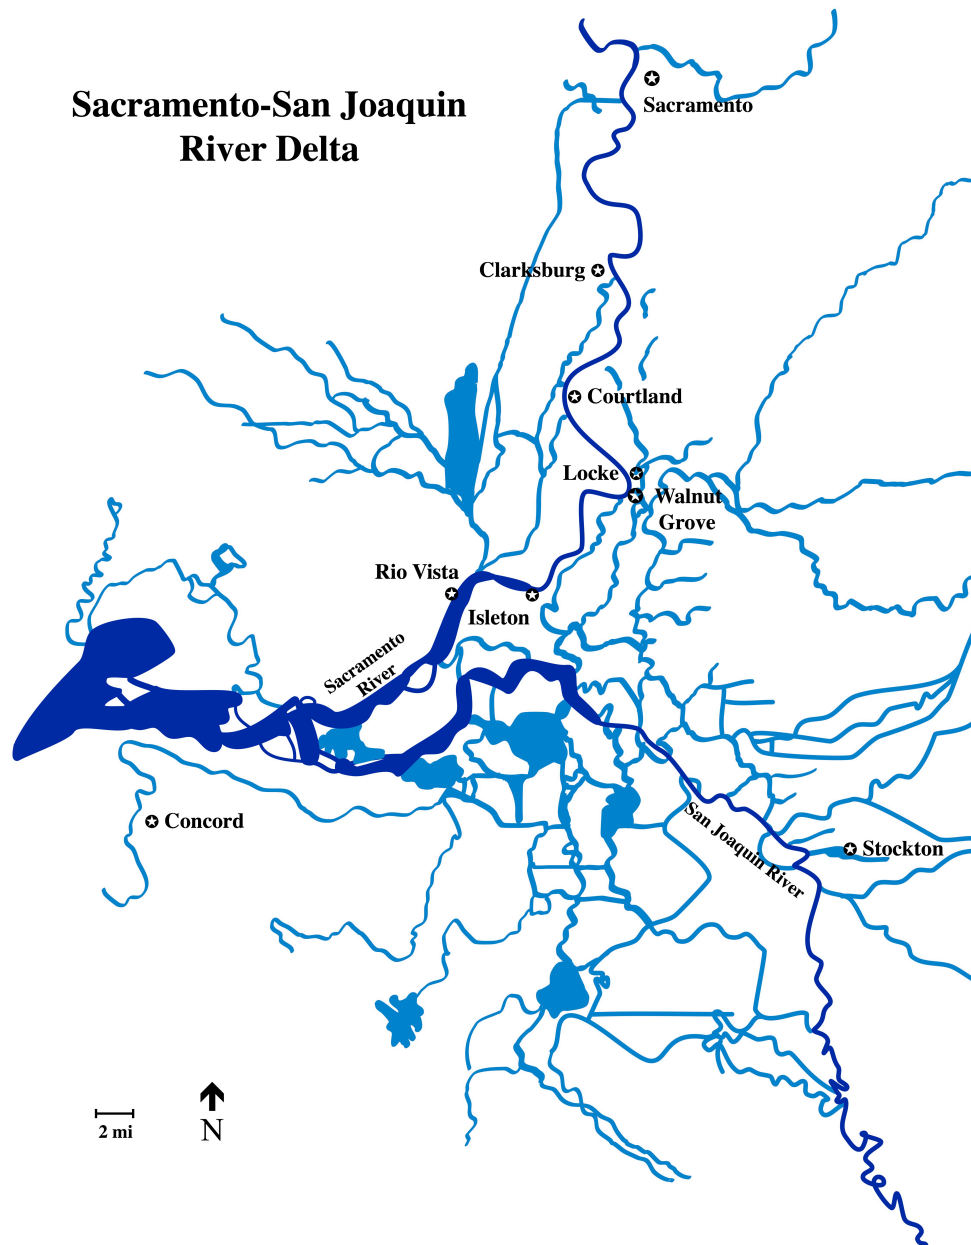 Sacramento-San Joaquin
River Delta
Sacramento
Clarksburg
Courtland
Locke
Walnut
Grove
Rio Vista
Isleton
Sacramento
River
Concord
San Joaquin River
Stockton
2 mi
N